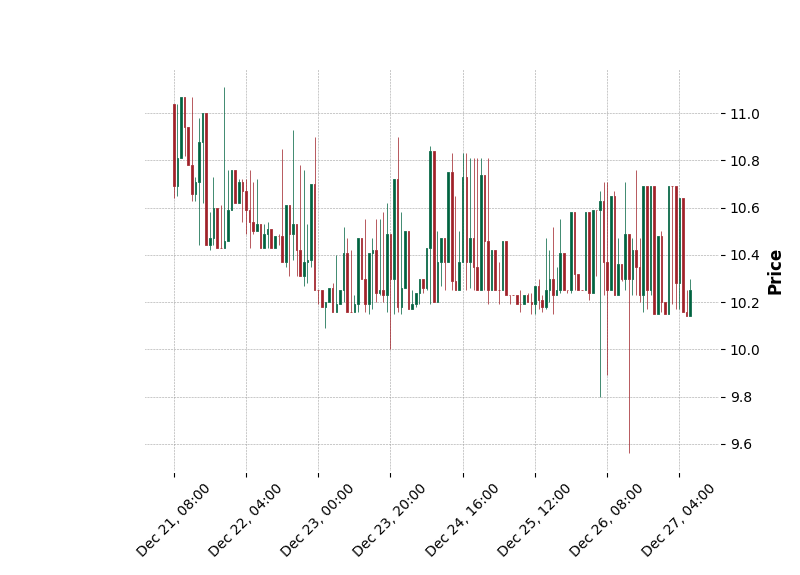 11.0
10.8
10.6
10.4
10.2
10.0
9.8
9.6
Price
Dec 21, 08:00
Dec 22, 04:00
Dec 23, 00:00
Dec 23, 20:00
Dec 24, 16:00
Dec 25, 12:00
Dec 26, 08:00
Dec 27, 04:00